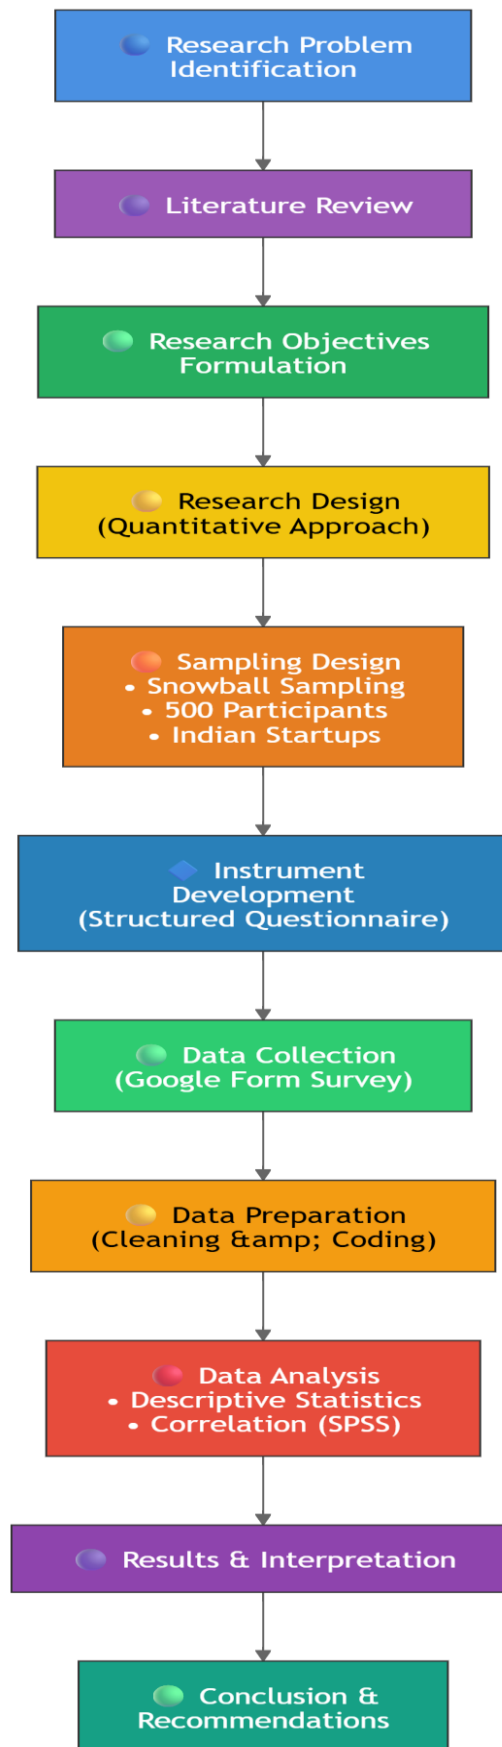 Research Problem
Identification
Literature Review
Research Objectives
Formulation
Research Design
(Quantitative Approach)
Sampling Design
• Snowball Sampling
• 500 Participants
• Indian Startups
Instrument
Development
(Structured Questionnaire)
Data Collection
(Google Form Survey)
Data Preparation
(Cleaning &amp; Coding)
Data Analysis
• Descriptive Statistics
• Correlation (SPSS)
Results & Interpretation
Conclusion &
Recommendations